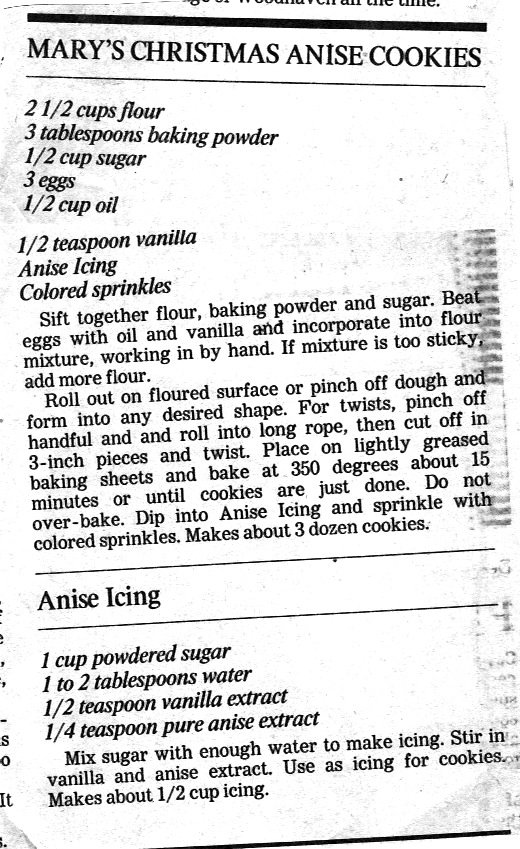 of Woodhaven all the time.
MARY'S CHRISTMAS ANISE COOKIES
2 1/2 cups flour
3 tablespoons baking powder
1/2 cup sugar
3 eggs
1/2 cup oil
1/2 teaspoon vanilla
Anise Icing
Colored sprinkles
Sift together flour, baking powder and sugar. Beat
eggs with oil and vanilla and incorporate into flour
mixture, working in by hand. If mixture is too sticky,
add more flour.
Roll out on floured surface or pinch off dough and
form into any desired shape. For twists, pinch off
handful and and roll into long rope, then cut off in
3-inch pieces and twist. Place on lightly greased
baking sheets and bake at 350 degrees about 15
minutes or until cookies are just done. Do not
over-bake. Dip into Anise Icing and sprinkle with
colored sprinkles. Makes about 3 dozen cookies.
Anise Icing
1 cup powdered sugar
1 to 2 tablespoons water
1/2 teaspoon vanilla extract
1/4 teaspoon pure anise extract
Mix sugar with enough water to make icing. Stir in
vanilla and anise extract. Use as icing for cookies.
Makes about 1/2 cup icing.
It